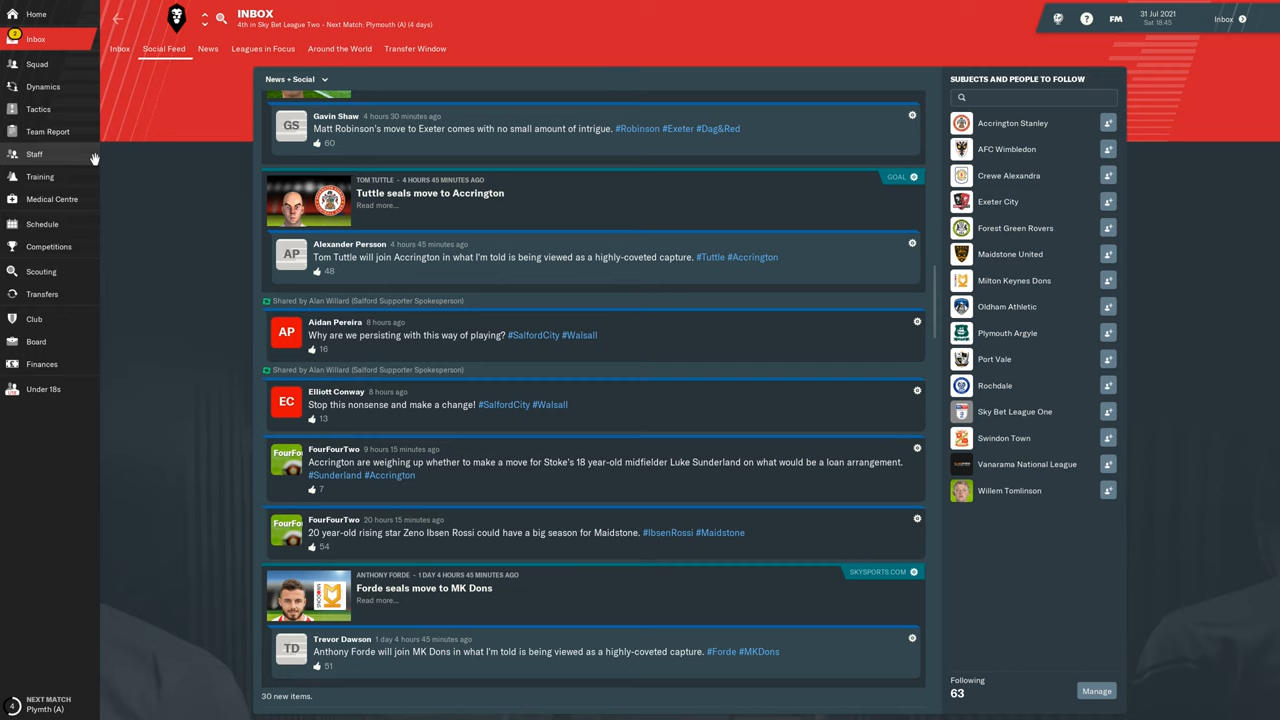 Home
2
Inbox
Squad
Dynamics
Tactics
Team Report
Staff
Training
Medical Centre
Schedule
Competitions
Scouting
Transfers
Club
Board
Finances
Under 18s
4
NEXT MATCH
Plymth (A)
INBOX
4th in Sky Bet League Two - Next Match: Plymouth (A) (4 days)
Inbox Social Feed News Leagues in Focus Around the World Transfer Window
?
FM
31 Jul 2021
Sat 18:45
Inbox
News + Social
GS
Gavin Shaw 4 hours 30 minutes ago
Matt Robinson's move to Exeter comes with no small amount of intrigue. #Robinson #Exeter #Dag&Red
60
TOM TUTTLE - 4 HOURS 45 MINUTES AGO
GOAL
Tuttle seals move to Accrington
Read more...
AP
Alexander Persson 4 hours 45 minutes ago
Tom Tuttle will join Accrington in what I'm told is being viewed as a highly-coveted capture. #Tuttle #Accrington
48
Shared by Alan Willard (Salford Supporter Spokesperson)
AP
Aidan Pereira 8 hours ago
Why are we persisting with this way of playing? #SalfordCity #Walsall
16
Shared by Alan Willard (Salford Supporter Spokesperson)
EC
Elliott Conway 8 hours ago
Stop this nonsense and make a change! #SalfordCity #Walsall
13
FourFo
FourFourTwo 9 hours 15 minutes ago
Accrington are weighing up whether to make a move for Stoke's 18 year-old midfielder Luke Sunderland on what would be a loan arrangement.
#Sunderland #Accrington
7
FourFo
FourFourTwo 20 hours 15 minutes ago
20 year-old rising star Zeno Ibsen Rossi could have a big season for Maidstone. #IbsenRossi #Maidstone
54
ANTHONY FORDE - 1 DAY 4 HOURS 45 MINUTES AGO
SKYSPORTS.COM
Forde seals move to MK Dons
Read more...
TD
Trevor Dawson 1 day 4 hours 45 minutes ago
Anthony Forde will join MK Dons in what I'm told is being viewed as a highly-coveted capture. #Forde #MKDons
51
30 new items.
SUBJECTS AND PEOPLE TO FOLLOW
Accrington Stanley
AFC Wimbledon
Crewe Alexandra
Exeter City
Forest Green Rovers
Maidstone United
Milton Keynes Dons
Oldham Athletic
Plymouth Argyle
Port Vale
Rochdale
Sky Bet League One
Swindon Town
Vanarama National League
Willem Tomlinson
Following
63
Manage